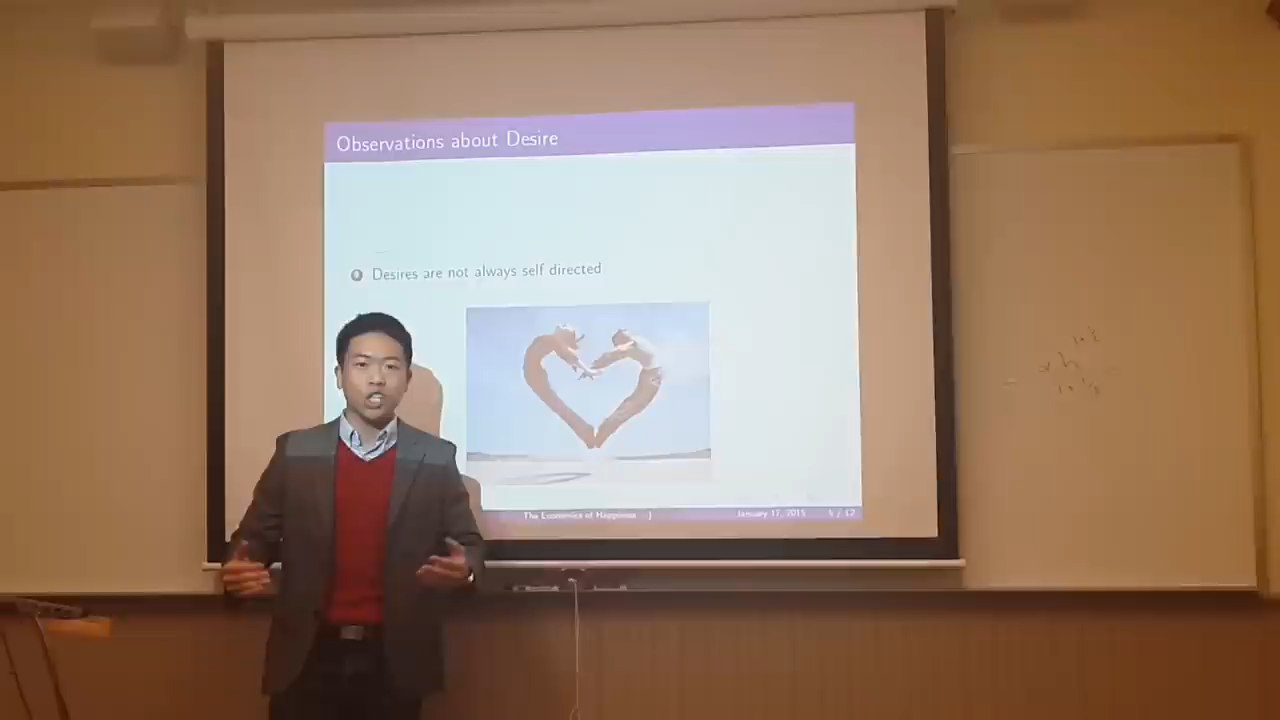 Observations about Desire
Desires are not always self directed
The Economics of Happiness
January 17, 2015 5 / 12